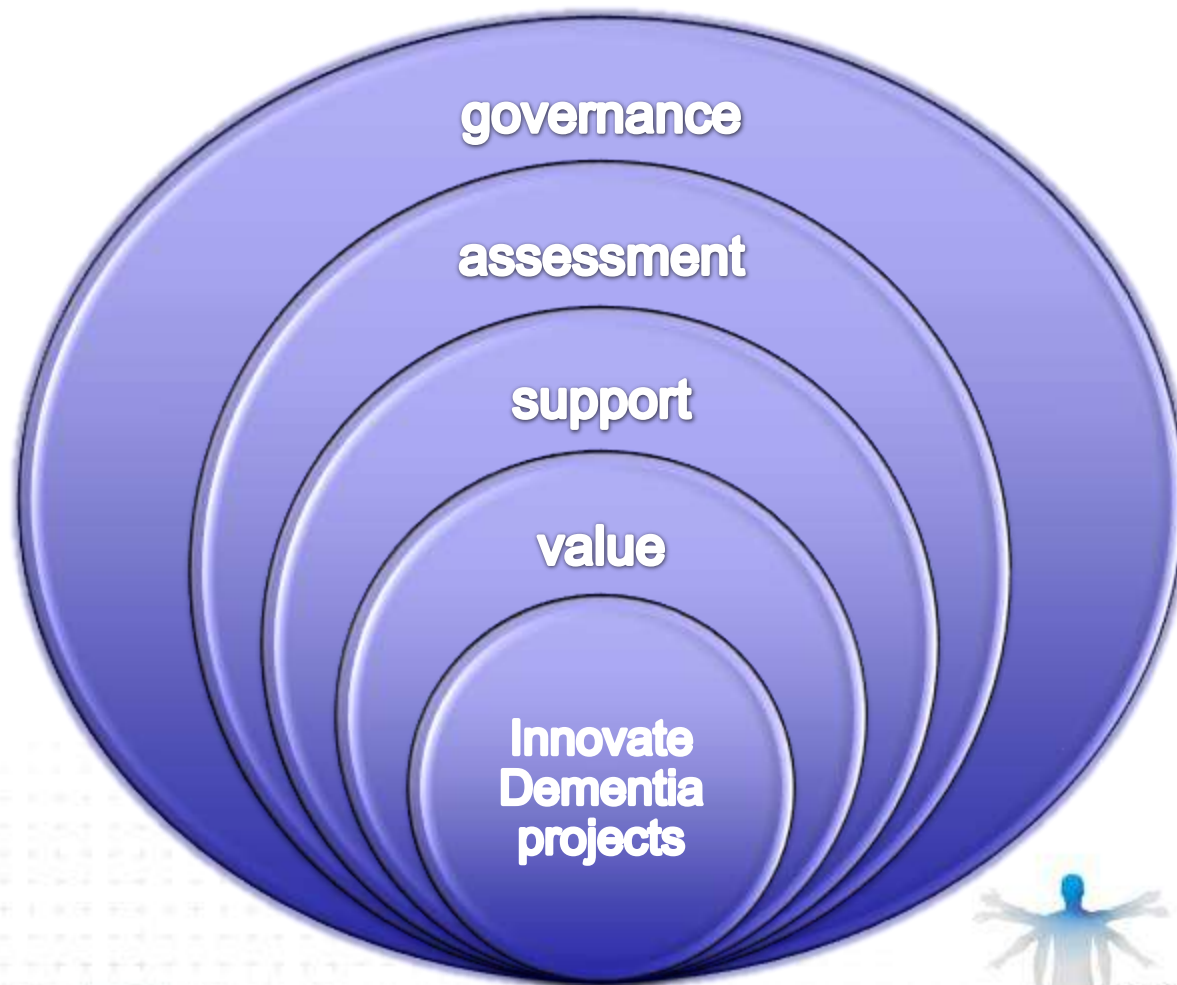 governance
assessment
support
value
Innovate
Dementia
projects